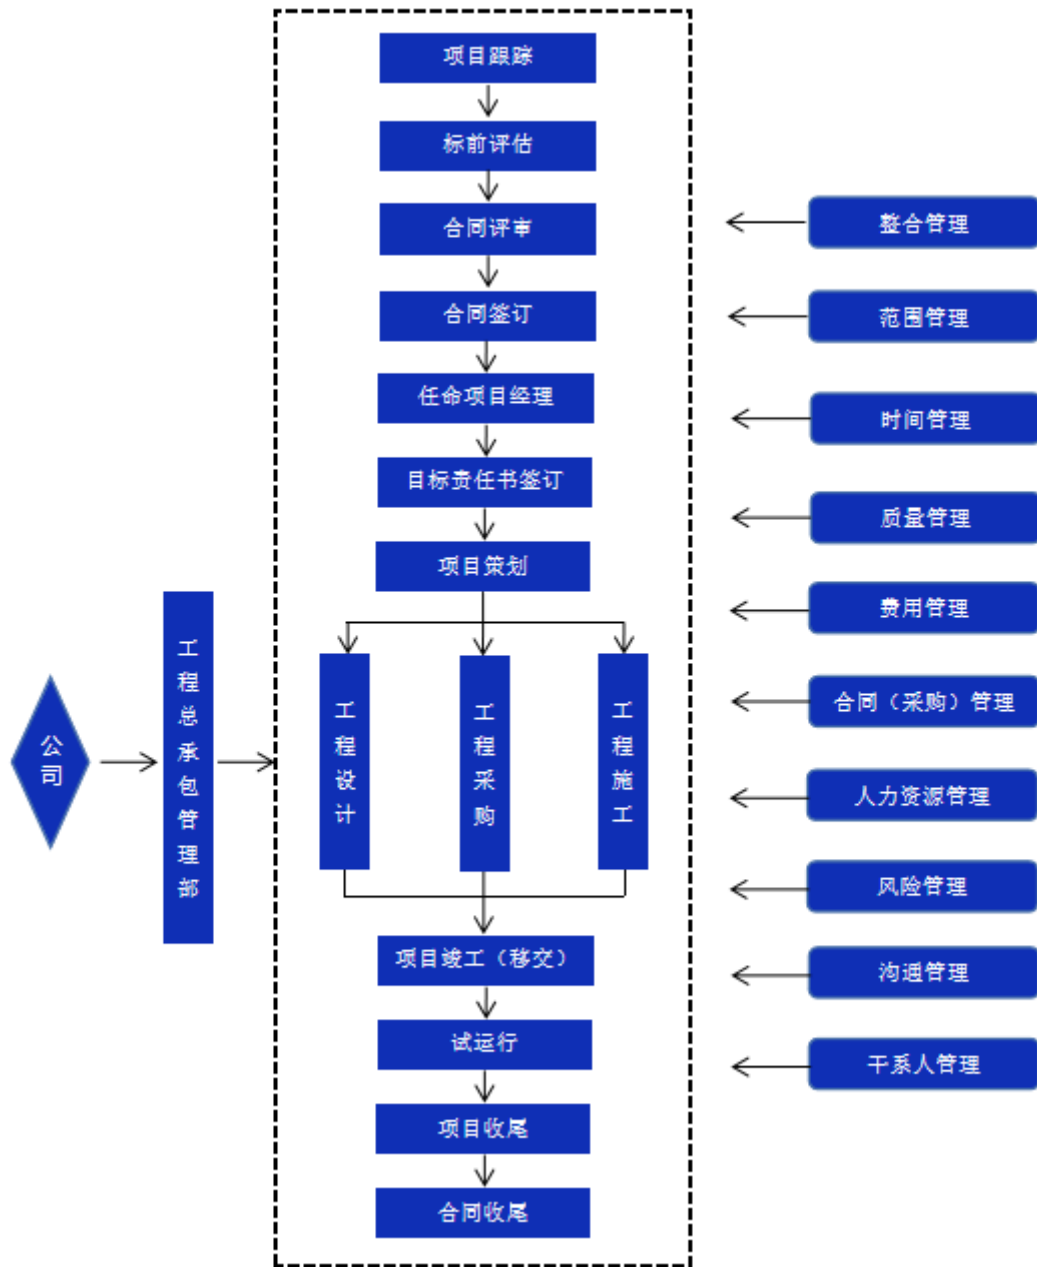 项目跟踪
标前评估
合同评审
合同签订
任命项目经理
目标责任书签订
项目策划
公司
工程总承包管理部
工程设计
工程采购
工程施工
项目竣工（移交）
试运行
项目收尾
合同收尾
整合管理
范围管理
时间管理
质量管理
费用管理
合同（采购）管理
人力资源管理
风险管理
沟通管理
干系人管理